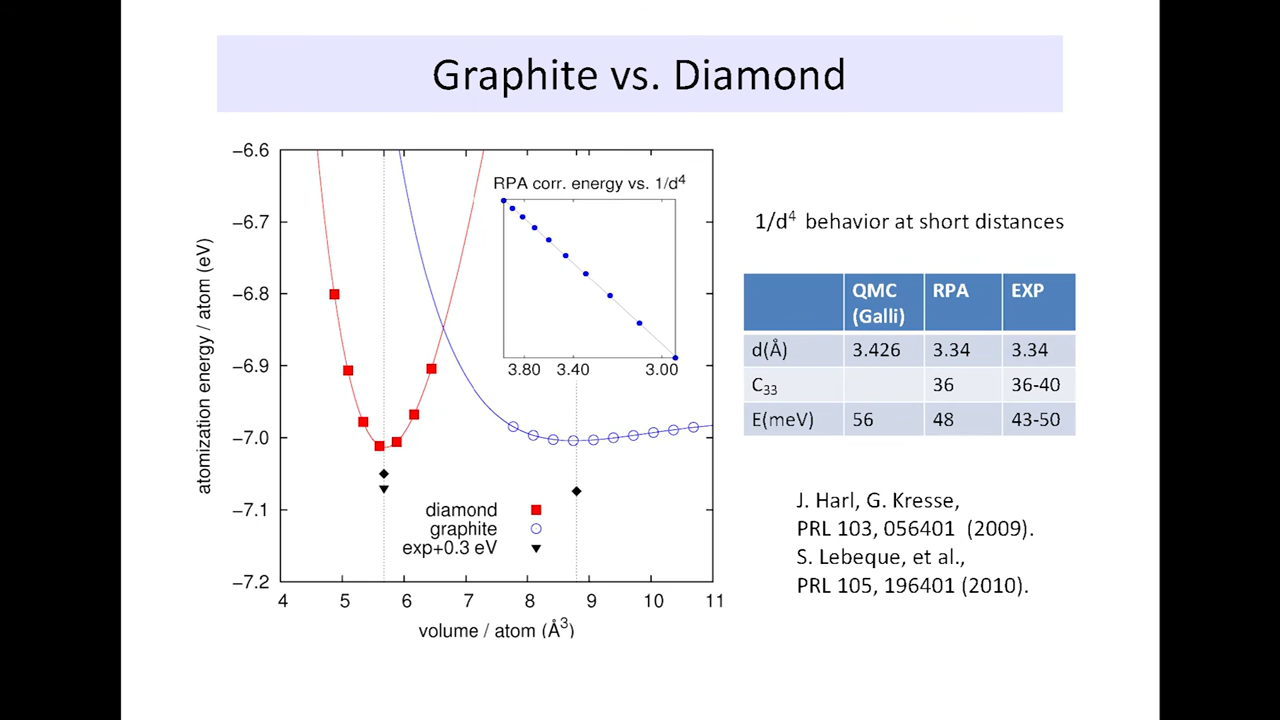 Graphite vs. Diamond
−6.6
−6.7
−6.8
−6.9
−7.0
−7.1
−7.2
atomization energy / atom (eV)
4 5 6 7 8 9 10 11
volume / atom (Å³)
RPA corr. energy vs. 1/d⁴
3.80 3.40 3.00
diamond
graphite
exp+0.3 eV
1/d⁴ behavior at short distances
QMC (Galli) RPA EXP
d(Å) 3.426 3.34 3.34
C₃₃ 36 36-40
E(meV) 56 48 43-50
J. Harl, G. Kresse,
PRL 103, 056401 (2009).
S. Lebeque, et al.,
PRL 105, 196401 (2010).